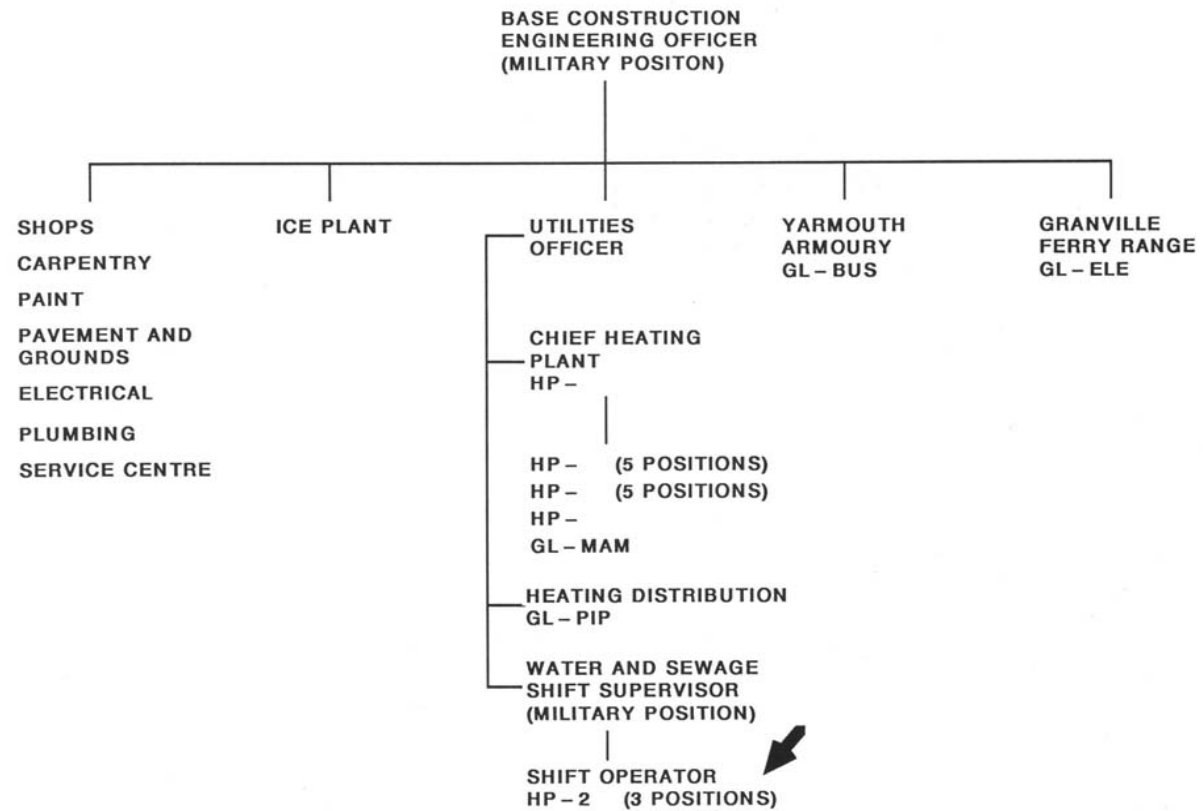 BASE CONSTRUCTION
ENGINEERING OFFICER
(MILITARY POSITON)
SHOPS
CARPENTRY
PAINT
PAVEMENT AND
GROUNDS
ELECTRICAL
PLUMBING
SERVICE CENTRE
ICE PLANT
UTILITIES
OFFICER
CHIEF HEATING
PLANT
HP –
HP – (5 POSITIONS)
HP – (5 POSITIONS)
HP –
GL – MAM
HEATING DISTRIBUTION
GL – PIP
WATER AND SEWAGE
SHIFT SUPERVISOR
(MILITARY POSITION)
SHIFT OPERATOR
HP – 2 (3 POSITIONS)
YARMOUTH
ARMOURY
GL – BUS
GRANVILLE
FERRY RANGE
GL – ELE